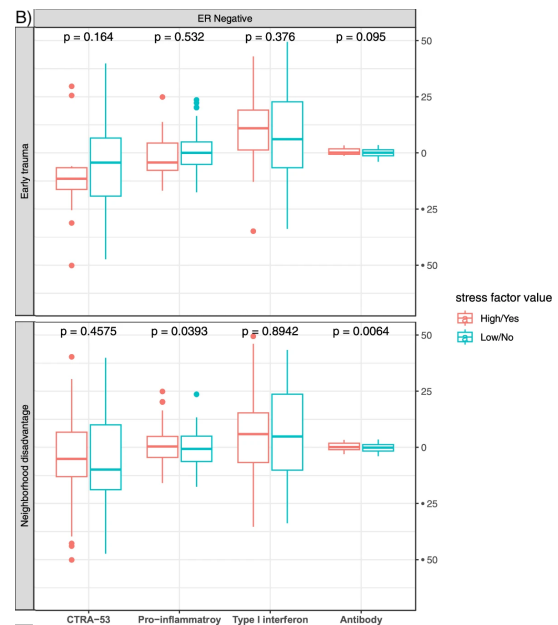 B)
ER Negative
Early trauma
p = 0.164 p = 0.532 p = 0.376 p = 0.095
50
25
0
• 25
• 50
Neighborhood disadvantage
p = 0.4575 p = 0.0393 p = 0.8942 p = 0.0064
50
25
0
• 25
• 50
CTRA−53 Pro−inflammatroy Type I interferon Antibody
stress factor value
High/Yes
Low/No